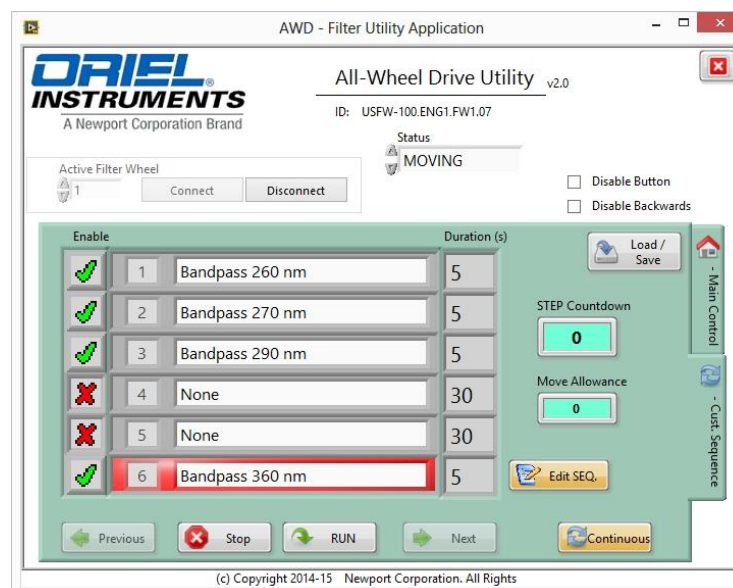 AWD - Filter Utility Application
ORIEL®
INSTRUMENTS
A Newport Corporation Brand
All-Wheel Drive Utility v2.0
ID: USFW-100.ENG1.FW1.07
Status
MOVING
Active Filter Wheel
1 Connect Disconnect
Disable Button
Disable Backwards
Enable Duration (s)
Load /
Save
1 Bandpass 260 nm 5
2 Bandpass 270 nm 5
3 Bandpass 290 nm 5
4 None 30
5 None 30
6 Bandpass 360 nm 5
STEP Countdown
0
Move Allowance
0
Edit SEQ.
- Main Control
- Cust. Sequence
Previous Stop RUN Next Continuous
(c) Copyright 2014-15 Newport Corporation. All Rights